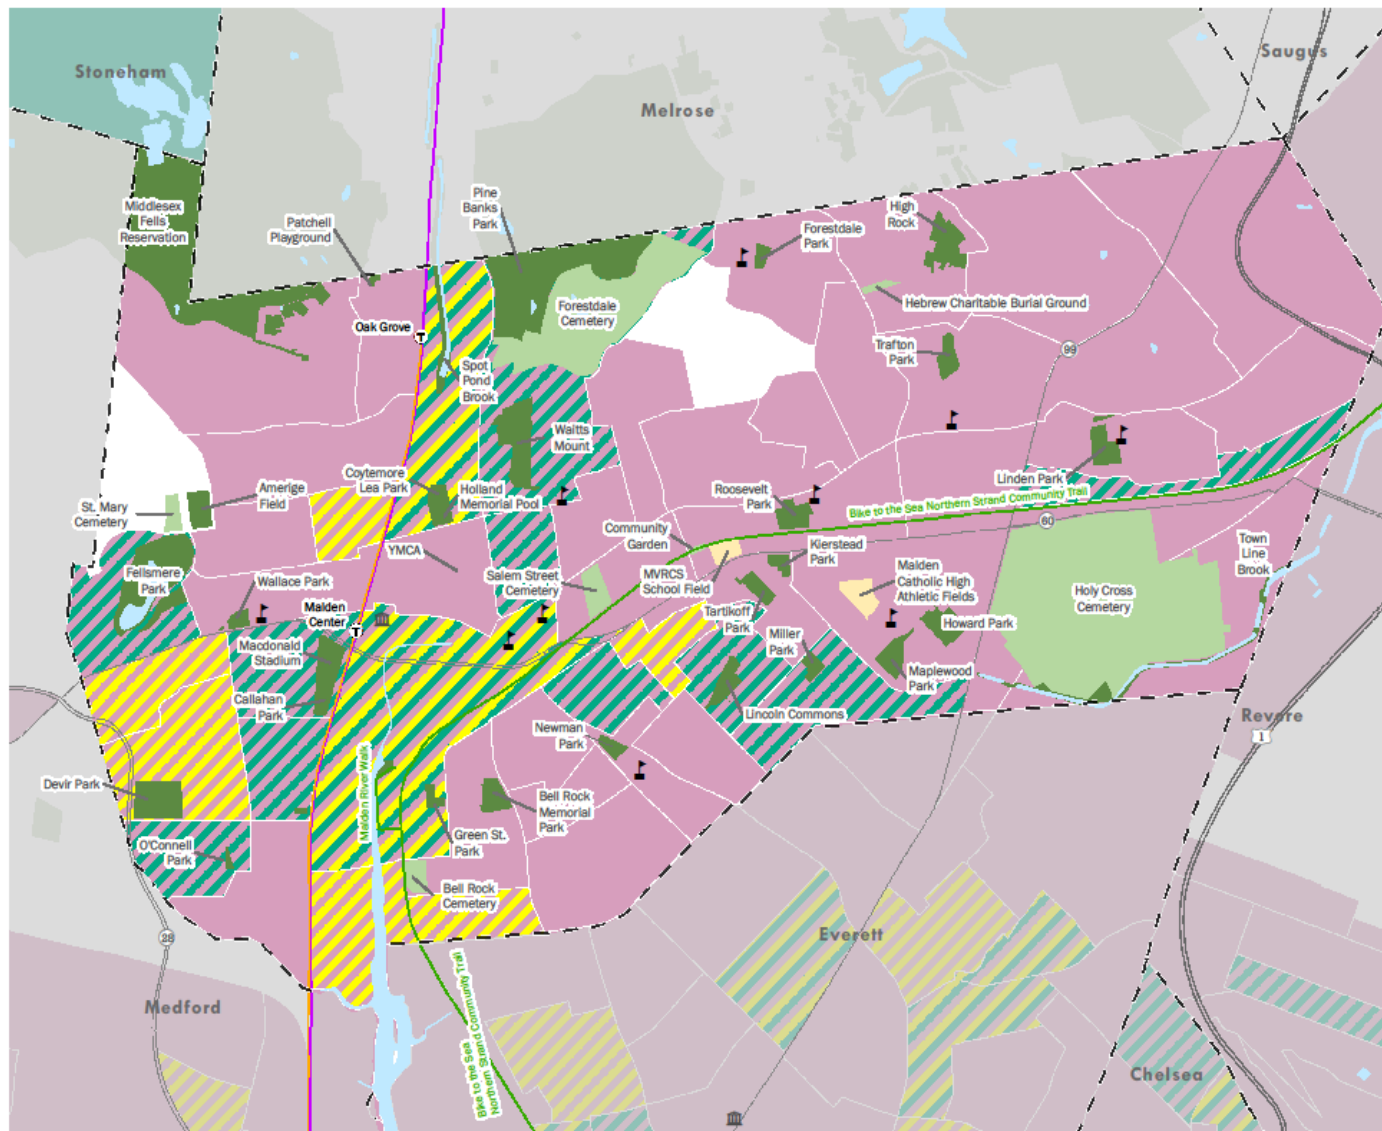 Stoneham
Saugus
Melrose
Middlesex
Fells
Reservation
Patchell
Playground
Pine
Banks
Park
High
Rock
Forestdale
Park
Forestdale
Cemetery
Hebrew Charitable Burial Ground
Oak Grove
T
Trafton
Park
99
Spot
Pond
Brook
Waitts
Mount
Coytemore
Lea Park
Holland
Memorial Pool
Linden Park
Amerige
Field
St. Mary
Cemetery
Roosevelt
Park
Bike to the Sea Northern Strand Community Trail
60
Community
Garden
Town
Line
Brook
YMCA
Kierstead
Park
Fellsmere
Park
Wallace Park
Salem Street
Cemetery
MVRCS
School Field
Malden
Catholic High
Athletic Fields
Holy Cross
Cemetery
Malden
Center
T
Tartikoff
Park
Howard Park
Macdonald
Stadium
Miller
Park
Maplewood
Park
Callahan
Park
Lincoln Commons
Revere
1
Newman
Park
Malden River Walk
Devir Park
Bell Rock
Memorial
Park
Green St.
Park
O'Connell
Park
Bell Rock
Cemetery
28
Everett
Bike to the Sea
Northern Strand Community Trail
Medford
Chelsea